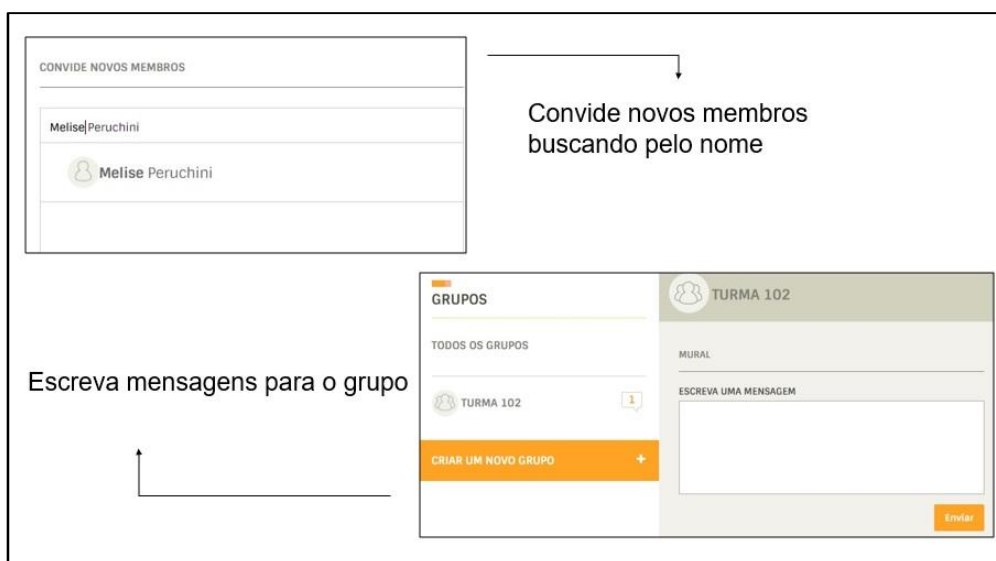 CONVIDE NOVOS MEMBROS
Melise Peruchini
Melise Peruchini
Convide novos membros
buscando pelo nome
Escreva mensagens para o grupo
GRUPOS
TODOS OS GRUPOS
TURMA 102
1
CRIAR UM NOVO GRUPO +
TURMA 102
MURAL
ESCREVA UMA MENSAGEM
Enviar